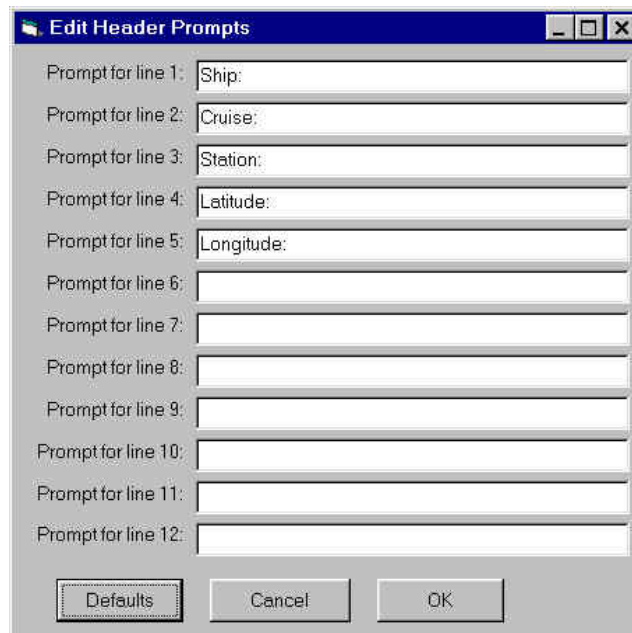 Edit Header Prompts
Prompt for line 1: Ship:
Prompt for line 2: Cruise:
Prompt for line 3: Station:
Prompt for line 4: Latitude:
Prompt for line 5: Longitude:
Prompt for line 6:
Prompt for line 7:
Prompt for line 8:
Prompt for line 9:
Prompt for line 10:
Prompt for line 11:
Prompt for line 12:
Defaults Cancel OK